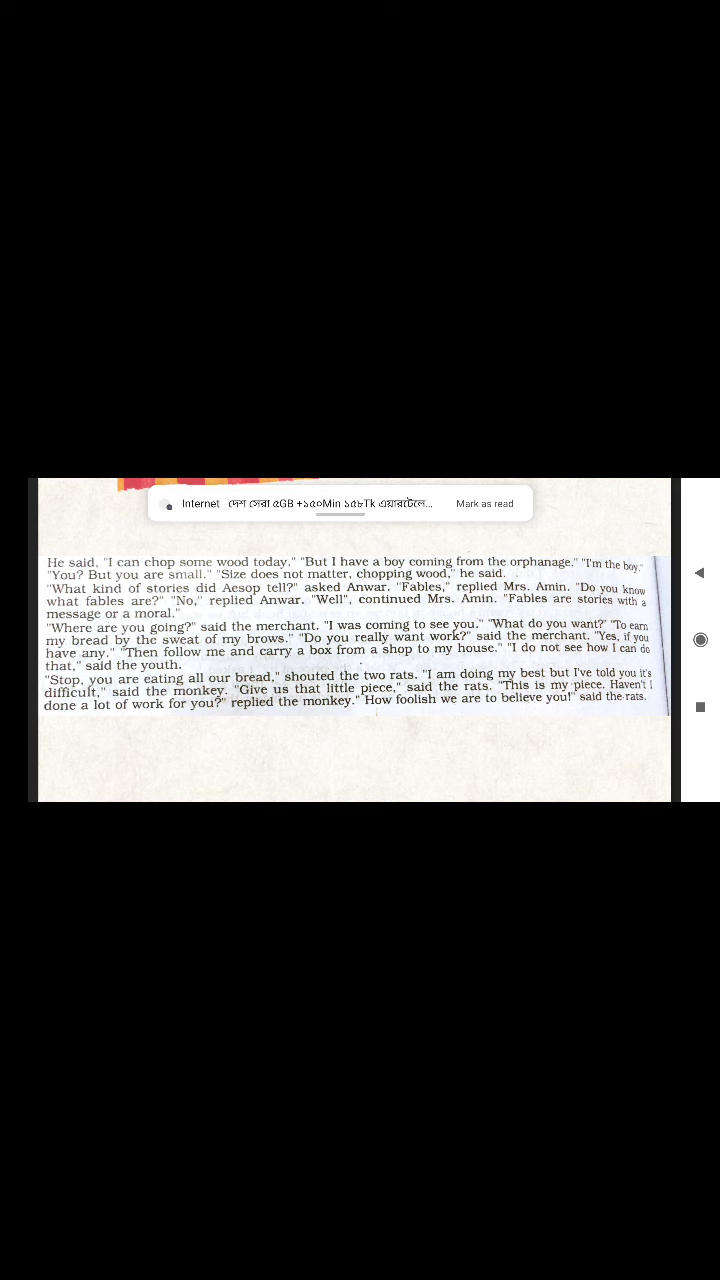 Internet দেশ সেরা ৫GB +১৫০Min ১৫৮Tk এয়ারটেলে... Mark as read
He said, "I can chop some wood today." "But I have a boy coming from the orphanage." "I'm the boy."
"You? But you are small." "Size does not matter, chopping wood," he said.
"What kind of stories did Aesop tell?" asked Anwar. "Fables," replied Mrs. Amin. "Do you know
what fables are?" "No," replied Anwar. "Well", continued Mrs. Amin. "Fables are stories with a
message or a moral."
"Where are you going?" said the merchant. "I was coming to see you." "What do you want?" "To earn
my bread by the sweat of my brows." "Do you really want work?" said the merchant. "Yes, if you
have any." "Then follow me and carry a box from a shop to my house." "I do not see how I can do
that," said the youth.
"Stop, you are eating all our bread," shouted the two rats. "I am doing my best but I've told you it's
difficult," said the monkey. "Give us that little piece," said the rats. "This is my piece. Haven't I
done a lot of work for you?" replied the monkey." How foolish we are to believe you!" said the rats.